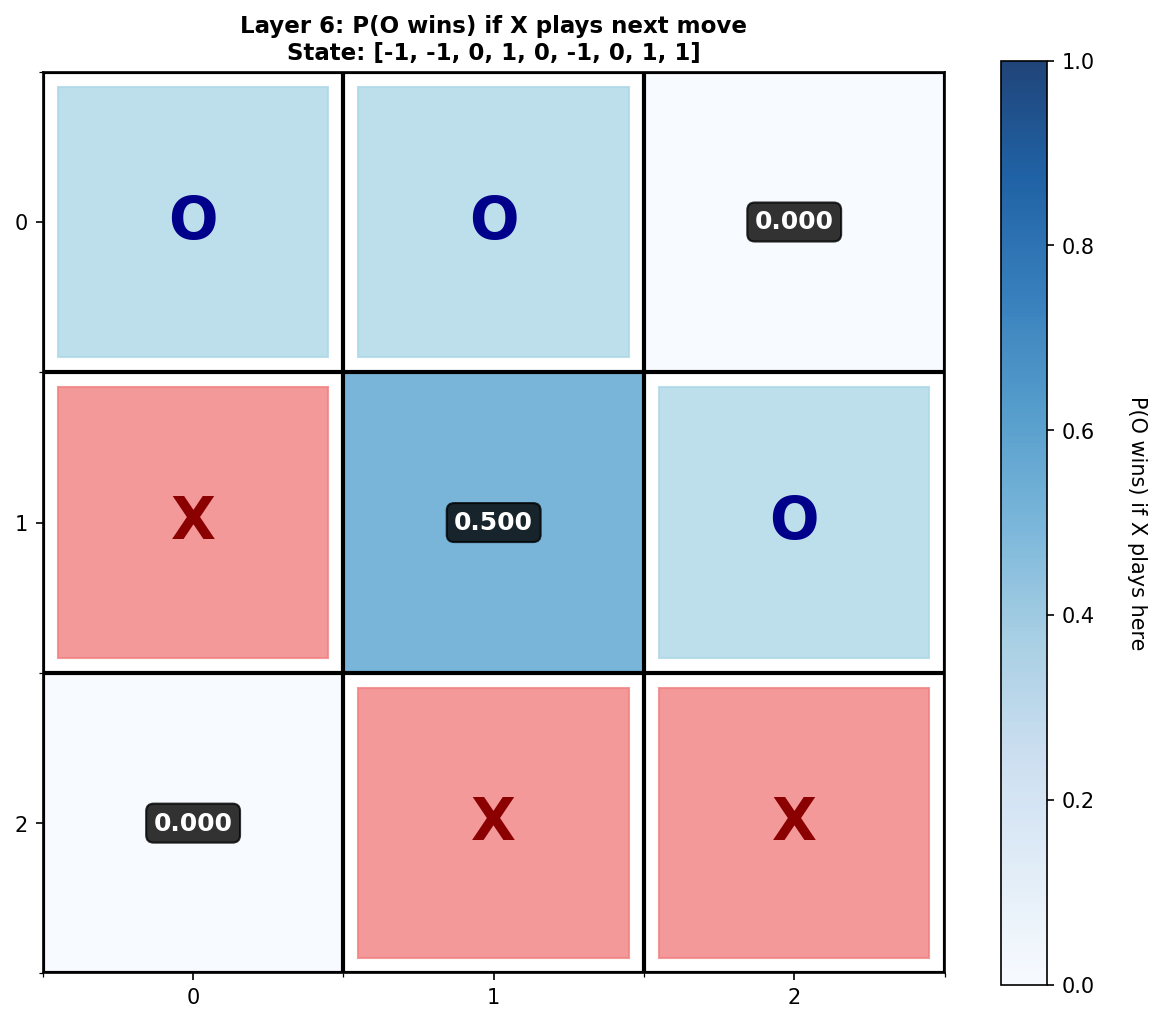 Layer 6: P(O wins) if X plays next move
State: [-1, -1, 0, 1, 0, -1, 0, 1, 1]
0
O
O
0.000
1
X
0.500
O
2
0.000
X
X
0
1
2
1.0
0.8
0.6
0.4
0.2
0.0
P(O wins) if X plays here